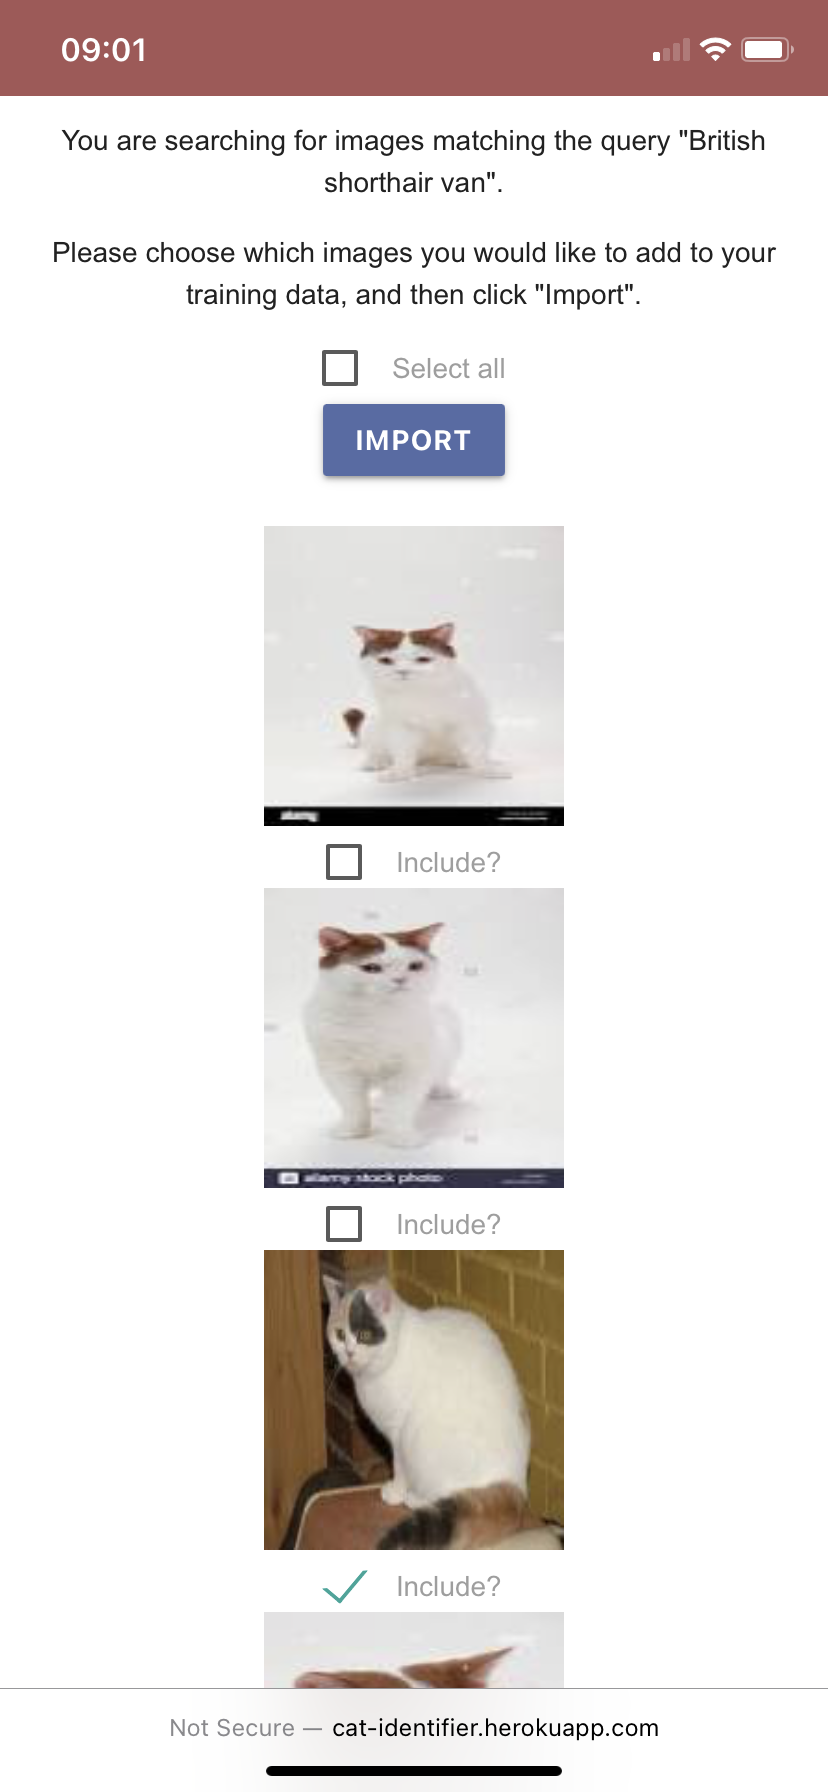 09:01
You are searching for images matching the query "British
shorthair van".
Please choose which images you would like to add to your
training data, and then click "Import".
Select all
IMPORT
alamy
Include?
alamy stock photo
Include?
Include?
Not Secure — cat-identifier.herokuapp.com